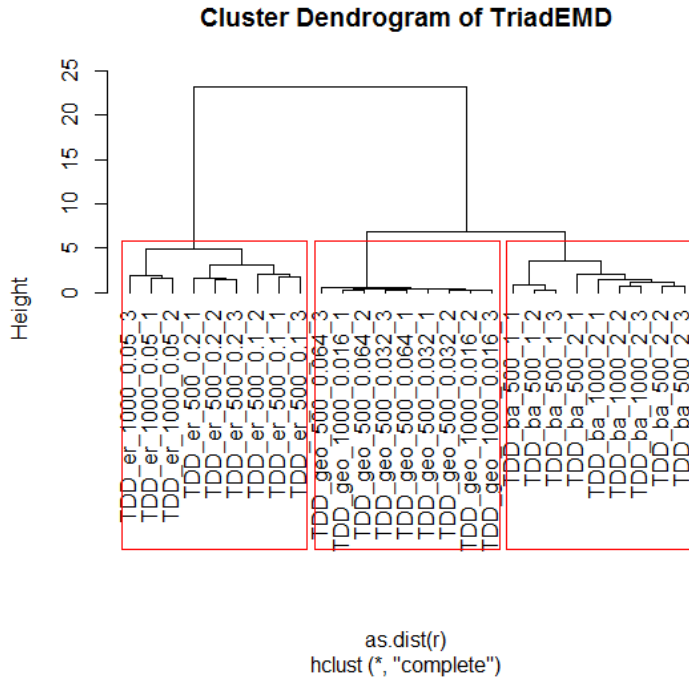 Cluster Dendrogram of TriadEMD
Height
25
20
15
10
5
0
TDD_er_1000_0.05_3
TDD_er_1000_0.05_1
TDD_er_1000_0.05_2
TDD_er_500_0.2_1
TDD_er_500_0.2_2
TDD_er_500_0.2_3
TDD_er_500_0.1_2
TDD_er_500_0.1_1
TDD_er_500_0.1_3
TDD_geo_500_0.064_3
TDD_geo_1000_0.016_1
TDD_geo_500_0.064_2
TDD_geo_500_0.032_3
TDD_geo_500_0.064_1
TDD_geo_500_0.032_1
TDD_geo_500_0.032_2
TDD_geo_1000_0.016_2
TDD_geo_1000_0.016_3
TDD_ba_500_1_1
TDD_ba_500_1_2
TDD_ba_500_1_3
TDD_ba_500_2_1
TDD_ba_1000_2_1
TDD_ba_1000_2_2
TDD_ba_1000_2_3
TDD_ba_500_2_2
TDD_ba_500_2_3
as.dist(r)
hclust (*, "complete")